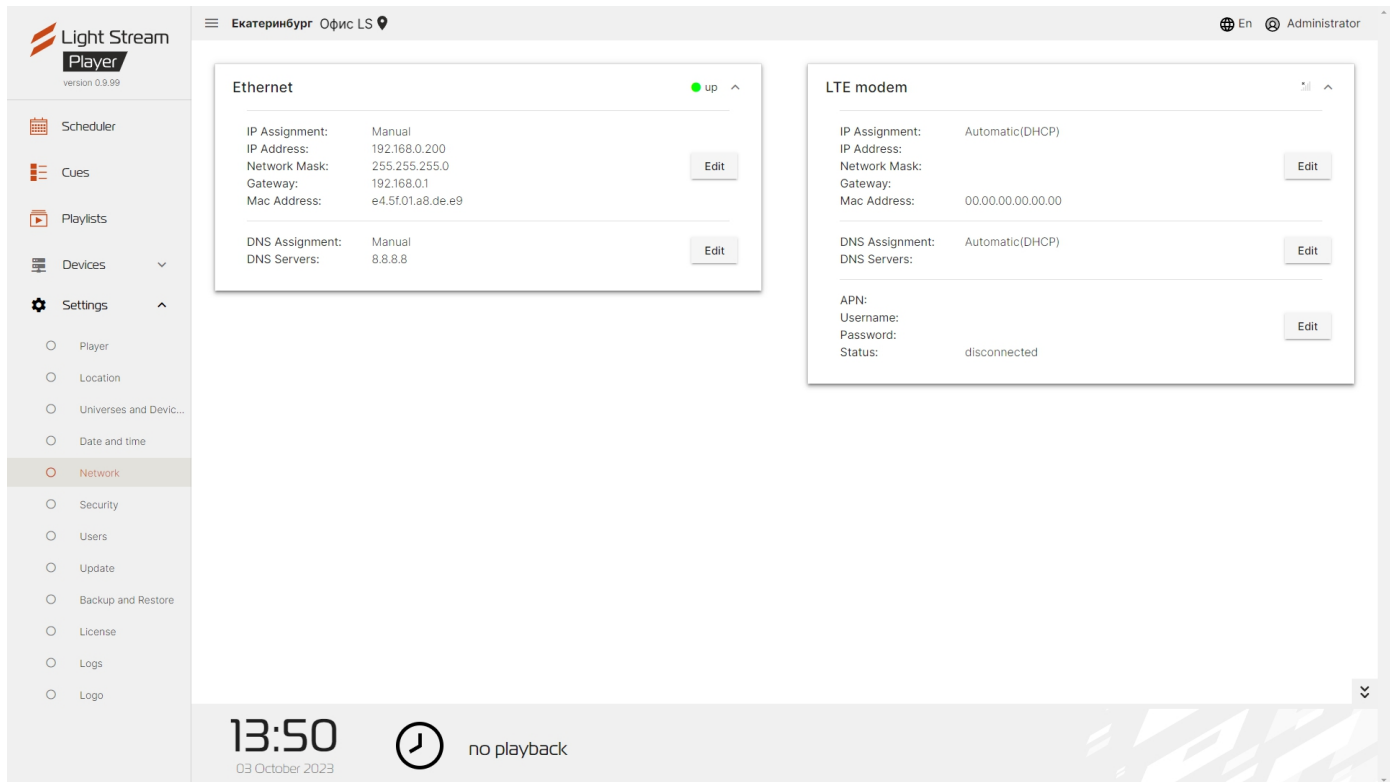 Light Stream
Player
version 0.9.99
Екатеринбург Офис LS
En Administrator
Scheduler
Cues
Playlists
Devices
Settings
Player
Location
Universes and Devic...
Date and time
Network
Security
Users
Update
Backup and Restore
License
Logs
Logo
Ethernet up
IP Assignment: Manual
IP Address: 192.168.0.200
Network Mask: 255.255.255.0
Gateway: 192.168.0.1
Mac Address: e4.5f.01.a8.de.e9
Edit
DNS Assignment: Manual
DNS Servers: 8.8.8.8
Edit
LTE modem
IP Assignment: Automatic(DHCP)
IP Address:
Network Mask:
Gateway:
Mac Address: 00.00.00.00.00.00
Edit
DNS Assignment: Automatic(DHCP)
DNS Servers:
Edit
APN:
Username:
Password:
Status: disconnected
Edit
13:50
03 October 2023
no playback